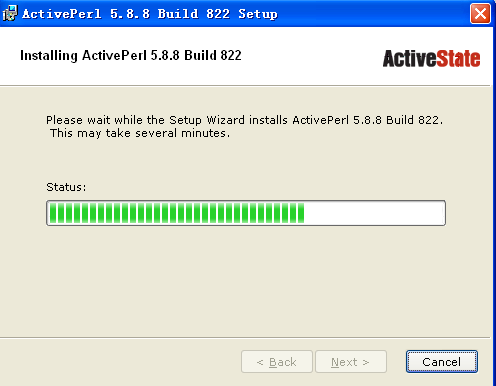 ActivePerl 5.8.8 Build 822 Setup
Installing ActivePerl 5.8.8 Build 822
ActiveState
Please wait while the Setup Wizard installs ActivePerl 5.8.8 Build 822.
This may take several minutes.
Status:
< Back
Next >
Cancel